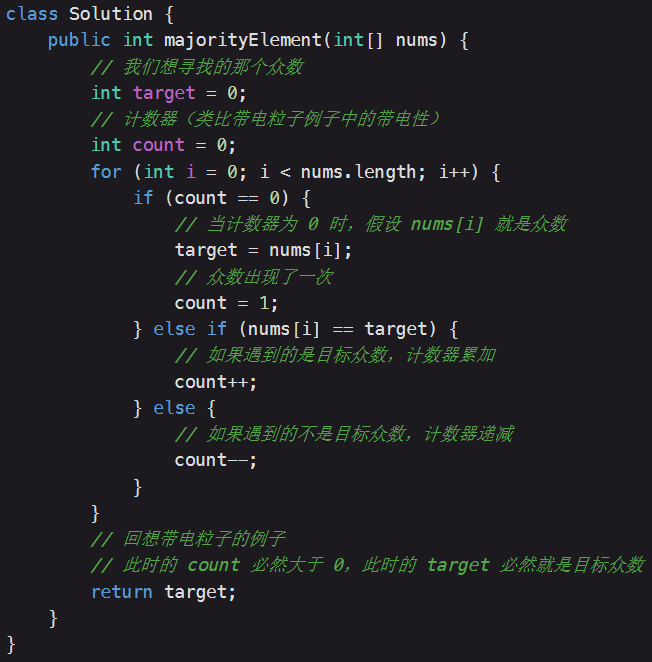 class Solution {
    public int majorityElement(int[] nums) {
        // 我们想寻找的那个众数
        int target = 0;
        // 计数器（类比带电粒子例子中的带电性）
        int count = 0;
        for (int i = 0; i < nums.length; i++) {
            if (count == 0) {
                // 当计数器为 0 时，假设 nums[i] 就是众数
                target = nums[i];
                // 众数出现了一次
                count = 1;
            } else if (nums[i] == target) {
                // 如果遇到的是目标众数，计数器累加
                count++;
            } else {
                // 如果遇到的不是目标众数，计数器递减
                count--;
            }
        }
        // 回想带电粒子的例子
        // 此时的 count 必然大于 0，此时的 target 必然就是目标众数
        return target;
    }
}